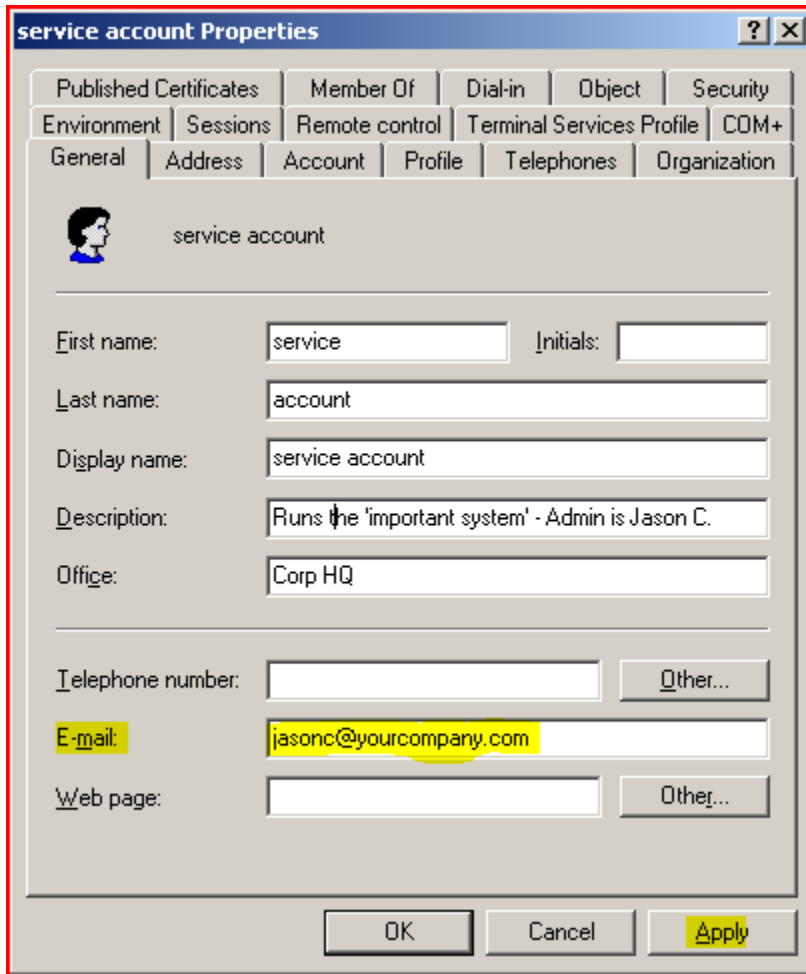 service account Properties
Published Certificates Member Of Dial-in Object Security
Environment Sessions Remote control Terminal Services Profile COM+
General Address Account Profile Telephones Organization
service account
First name: service Initials:
Last name: account
Display name: service account
Description: Runs the 'important system' - Admin is Jason C.
Office: Corp HQ
Telephone number: Other...
E-mail: jasonc@yourcompany.com
Web page: Other...
OK Cancel Apply